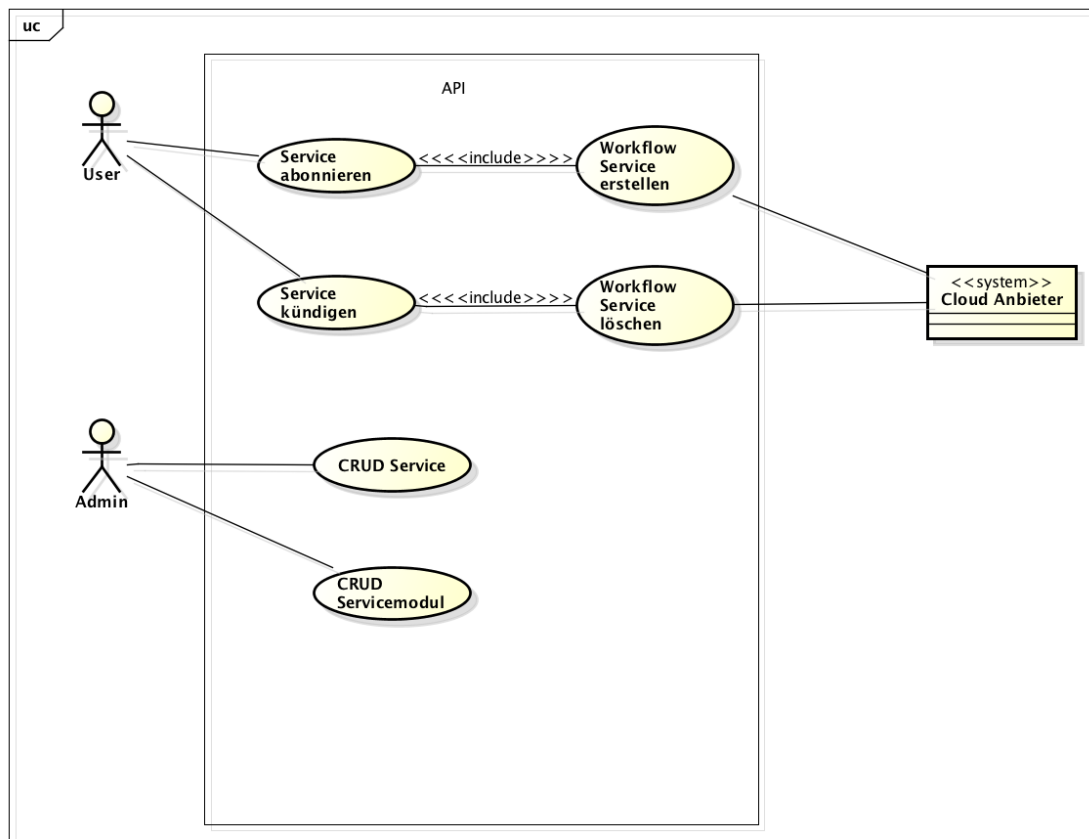 uc
API
User
Service
abonnieren
<<<<include>>>>
Workflow
Service
erstellen
Service
kündigen
<<<<include>>>>
Workflow
Service
löschen
<<system>>
Cloud Anbieter
Admin
CRUD Service
CRUD
Servicemodul